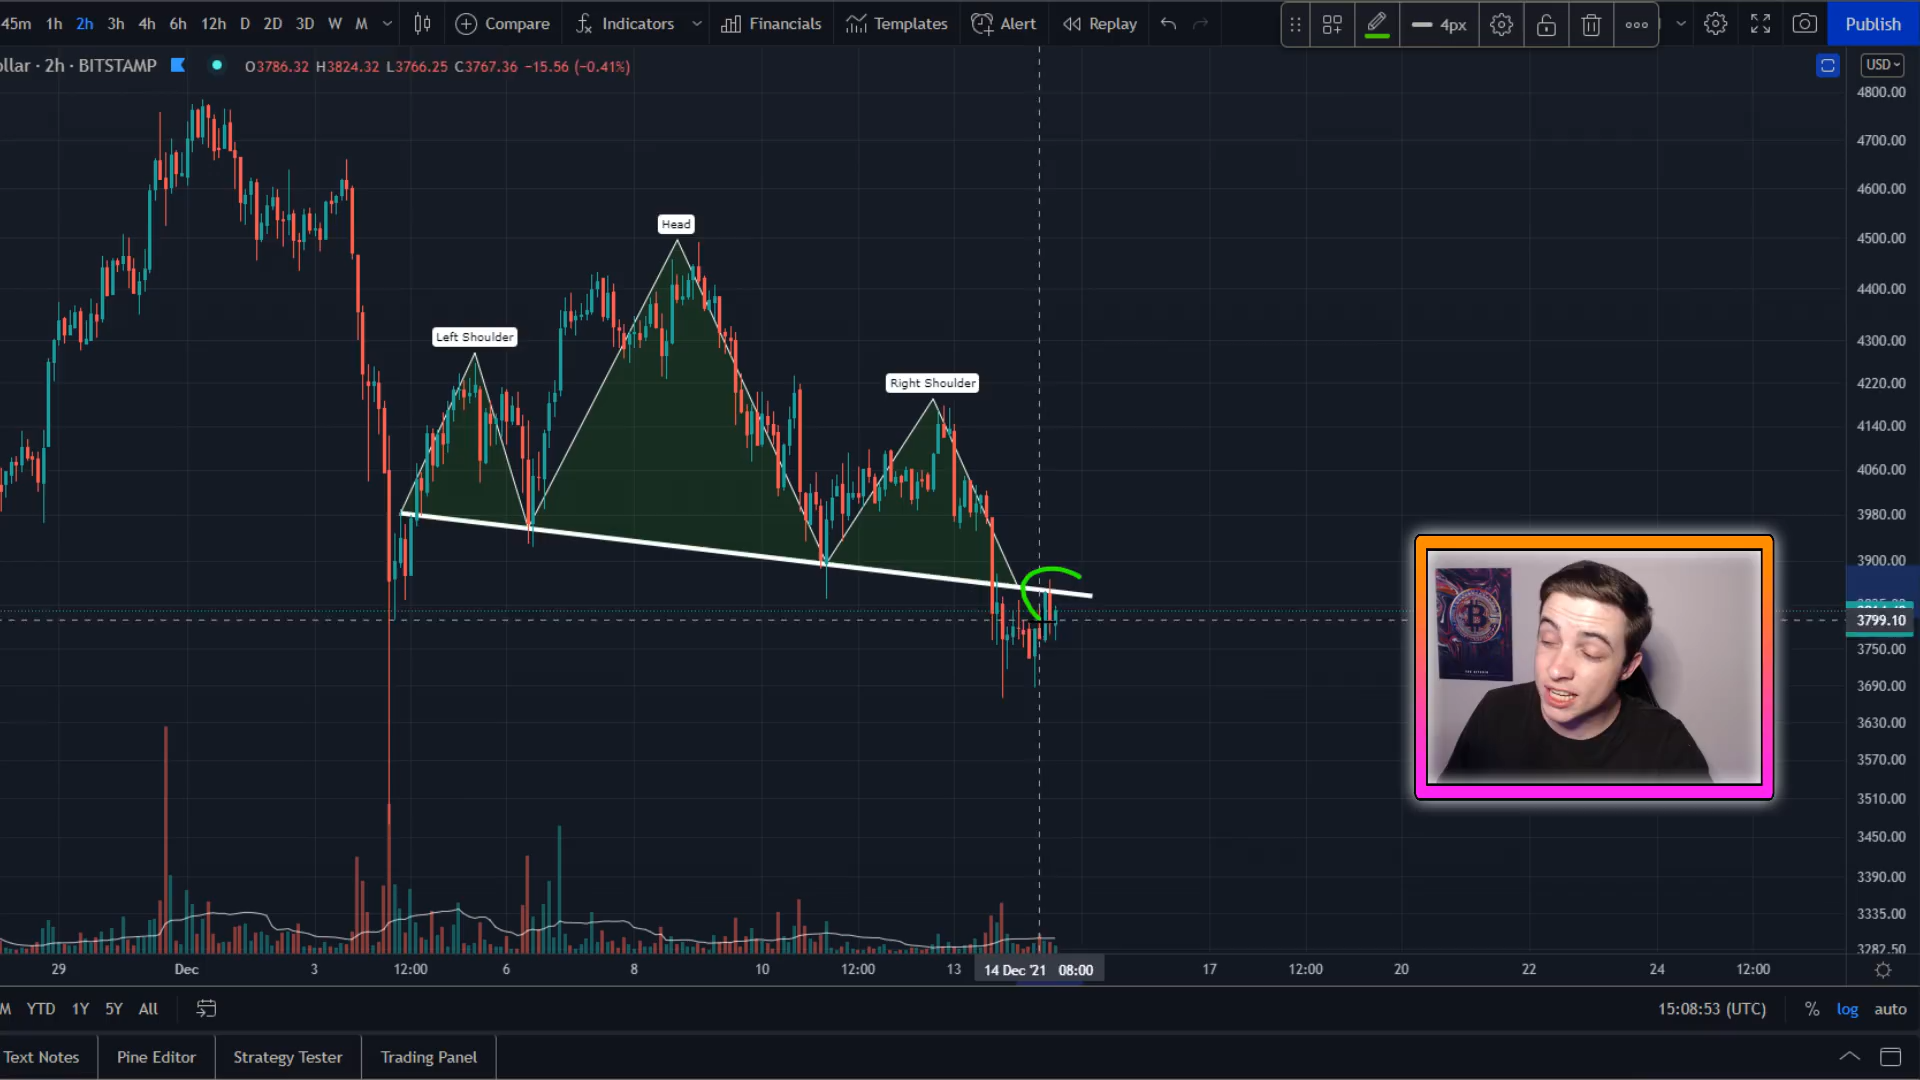 45m 1h 2h 3h 4h 6h 12h D 2D 3D W M Compare Indicators Financials Templates Alert Replay 4px Publish
ollar · 2h · BITSTAMP O3786.32 H3824.32 L3766.25 C3767.36 −15.56 (−0.41%) USD
4800.00
4700.00
4600.00
Head
4500.00
4400.00
Left Shoulder
4300.00
Right Shoulder
4220.00
4140.00
4060.00
3980.00
3900.00
3799.10
3750.00
3690.00
3630.00
3570.00
3510.00
3450.00
3390.00
3335.00
3282.50
29 Dec 3 12:00 6 8 10 12:00 13 14 Dec '21 08:00 17 12:00 20 22 24 12:00
M YTD 1Y 5Y All 15:08:53 (UTC) % log auto
Text Notes Pine Editor Strategy Tester Trading Panel